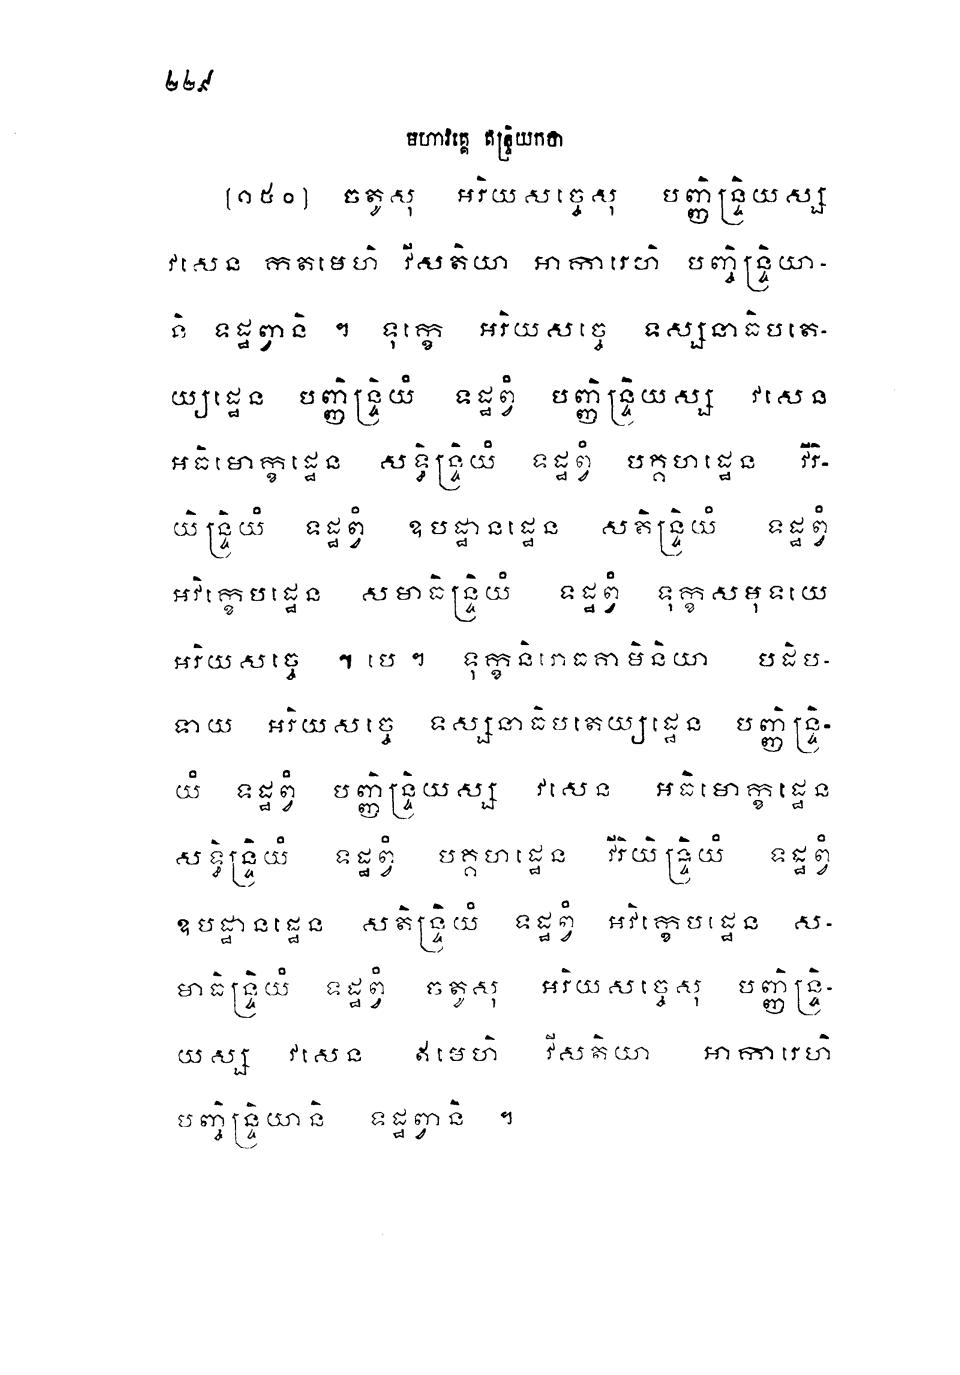 ២២៩
មហាវគ្គេ ឥន្ទ្រិយកថា
[១៥០] ចតូសុ អរិយសច្ចេសុ បញ្ញិន្ទ្រិយស្ស
វសេន កតមេហិ វីសតិយា អាការេហិ បញ្ចិន្ទ្រិយា-
និ ទដ្ឋព្វានិ ។ ទុក្ខេ អរិយសច្ចេ ទស្សនាធិបតេ-
យ្យដ្ឋេន បញ្ញិន្ទ្រិយំ ទដ្ឋព្វំ បញ្ញិន្ទ្រិយស្ស វសេន
អធិមោក្ខដ្ឋេន សទ្ធិន្ទ្រិយំ ទដ្ឋព្វំ បគ្គហដ្ឋេន វីរិ-
យិន្ទ្រិយំ ទដ្ឋព្វំ ឧបដ្ឋានដ្ឋេន សតិន្ទ្រិយំ ទដ្ឋព្វំ
អវិក្ខេបដ្ឋេន សមាធិន្ទ្រិយំ ទដ្ឋព្វំ ទុក្ខសមុទយេ
អរិយសច្ចេ ។ បេ ។ ទុក្ខនិរោធគាមិនិយា បដិប-
ទាយ អរិយសច្ចេ ទស្សនាធិបតេយ្យដ្ឋេន បញ្ញិន្ទ្រិ-
យំ ទដ្ឋព្វំ បញ្ញិន្ទ្រិយស្ស វសេន អធិមោក្ខដ្ឋេន
សទ្ធិន្ទ្រិយំ ទដ្ឋព្វំ បគ្គហដ្ឋេន វីរិយិន្ទ្រិយំ ទដ្ឋព្វំ
ឧបដ្ឋានដ្ឋេន សតិន្ទ្រិយំ ទដ្ឋព្វំ អវិក្ខេបដ្ឋេន ស-
មាធិន្ទ្រិយំ ទដ្ឋព្វំ ចតូសុ អរិយសច្ចេសុ បញ្ញិន្ទ្រិ-
យស្ស វសេន ឥមេហិ វីសតិយា អាការេហិ
បញ្ចិន្ទ្រិយានិ ទដ្ឋព្វានិ ។